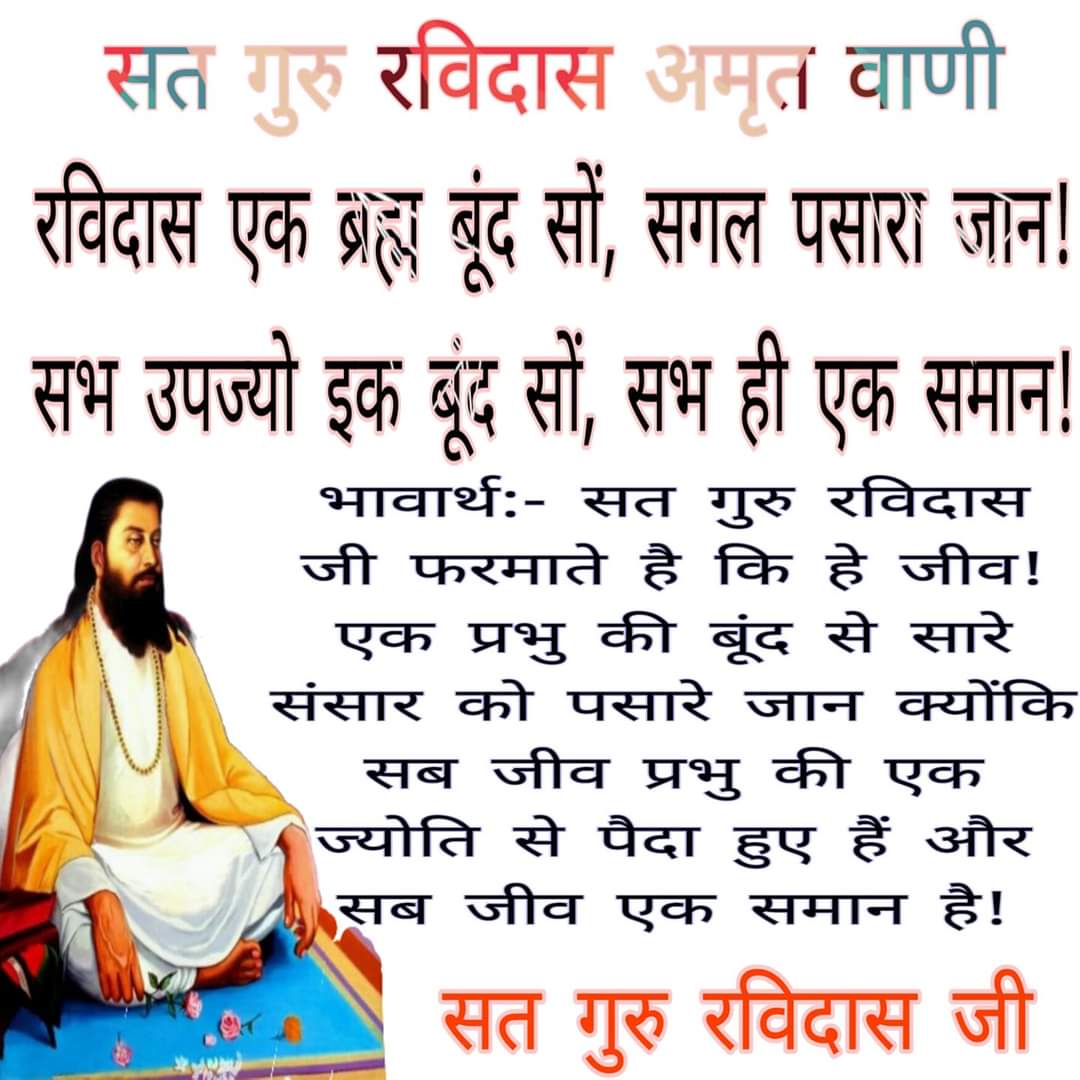 सत गुरु रविदास अमृत वाणी
रविदास एक ब्रह्म बूंद सों, सगल पसारा जान!
सभ उपज्यो इक बूंद सों, सभ ही एक समान!
भावार्थ:- सत गुरु रविदास
जी फरमाते है कि हे जीव!
एक प्रभु की बूंद से सारे
संसार को पसारे जान क्योंकि
सब जीव प्रभु की एक
ज्योति से पैदा हुए हैं और
सब जीव एक समान है!
सत गुरु रविदास जी